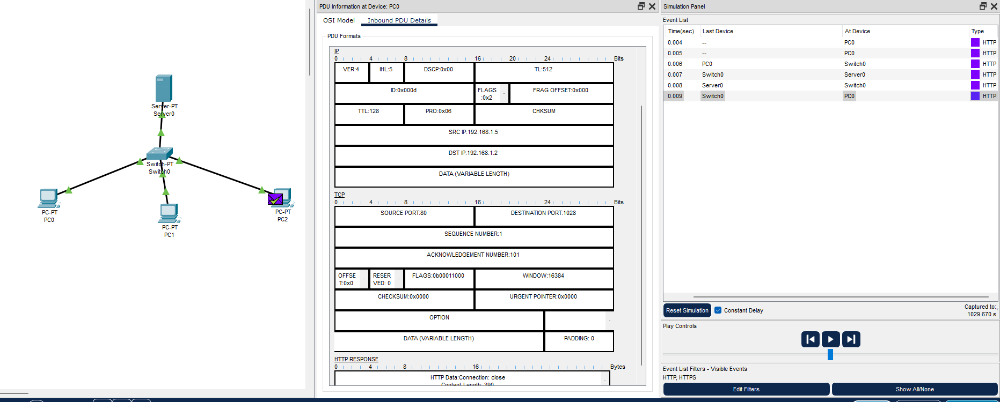 Server-PT
Server0
Switch-PT
Switch0
PC-PT
PC0
PC-PT
PC1
PC-PT
PC2
PDU Information at Device: PC0
OSI Model Inbound PDU Details
PDU Formats
IP
0 4 8 16 20 24 Bits
VER:4 IHL:5 DSCP:0x00 TL:512
ID:0x000d FLAGS:0x2 FRAG OFFSET:0x000
TTL:128 PRO:0x06 CHKSUM
SRC IP:192.168.1.5
DST IP:192.168.1.2
DATA (VARIABLE LENGTH)
TCP
0 4 8 16 24 Bits
SOURCE PORT:80 DESTINATION PORT:1028
SEQUENCE NUMBER:1
ACKNOWLEDGEMENT NUMBER:101
OFFSET:0x0 RESERVED: 0 FLAGS:0b00011000 WINDOW:16384
CHECKSUM:0x0000 URGENT POINTER:0x0000
OPTION
DATA (VARIABLE LENGTH) PADDING: 0
HTTP RESPONSE
0 4 8 16 Bytes
HTTP Data:Connection: close
Content Length: 390
Simulation Panel
Event List
Time(sec) Last Device At Device Type
0.004 -- PC0 HTTP
0.005 -- PC0 HTTP
0.006 PC0 Switch0 HTTP
0.007 Switch0 Server0 HTTP
0.008 Server0 Switch0 HTTP
0.009 Switch0 PC0 HTTP
Reset Simulation Constant Delay Captured to:
1029.670 s
Play Controls
Event List Filters - Visible Events
HTTP, HTTPS
Edit Filters Show All/None